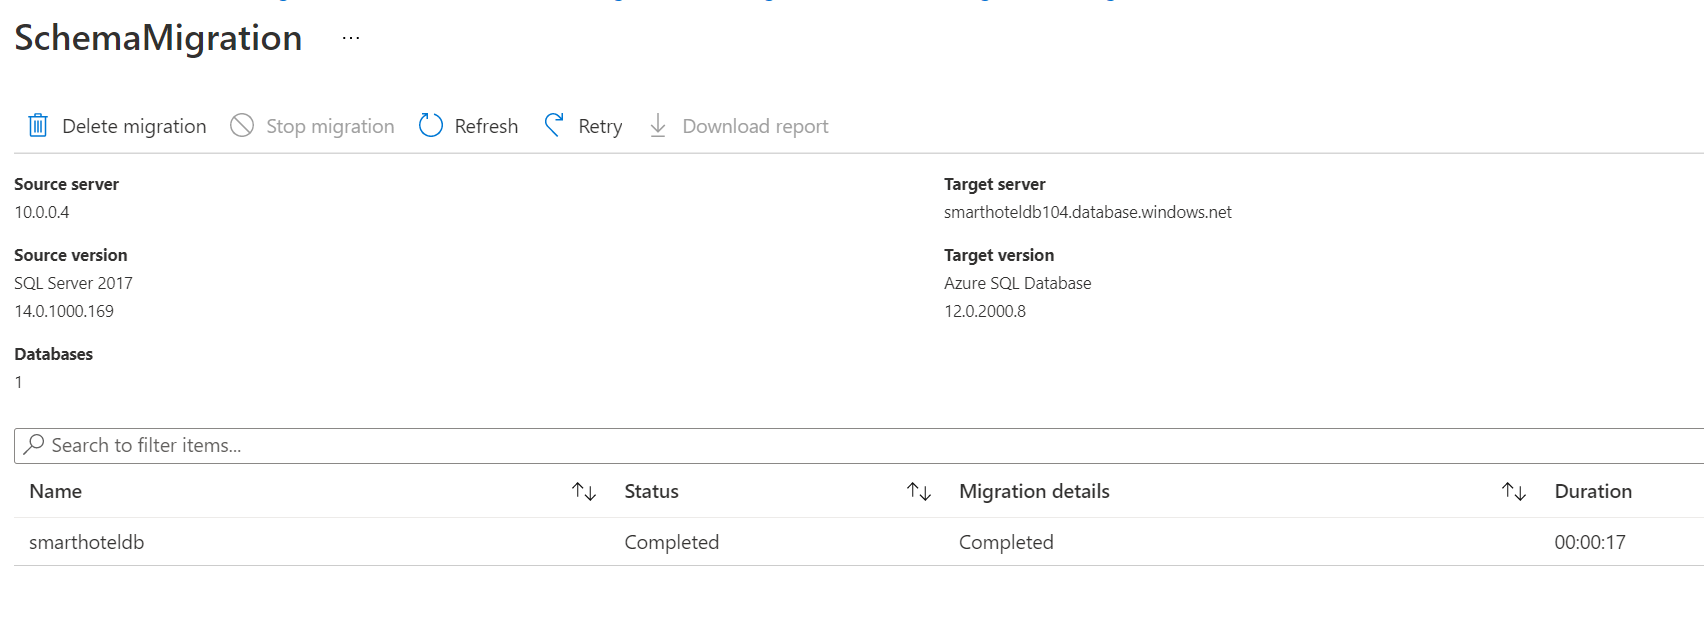 SchemaMigration ...
Delete migration Stop migration Refresh Retry Download report
Source server
10.0.0.4
Source version
SQL Server 2017
14.0.1000.169
Databases
1
Target server
smarthoteldb104.database.windows.net
Target version
Azure SQL Database
12.0.2000.8
Search to filter items...
Name Status Migration details Duration
smarthoteldb Completed Completed 00:00:17